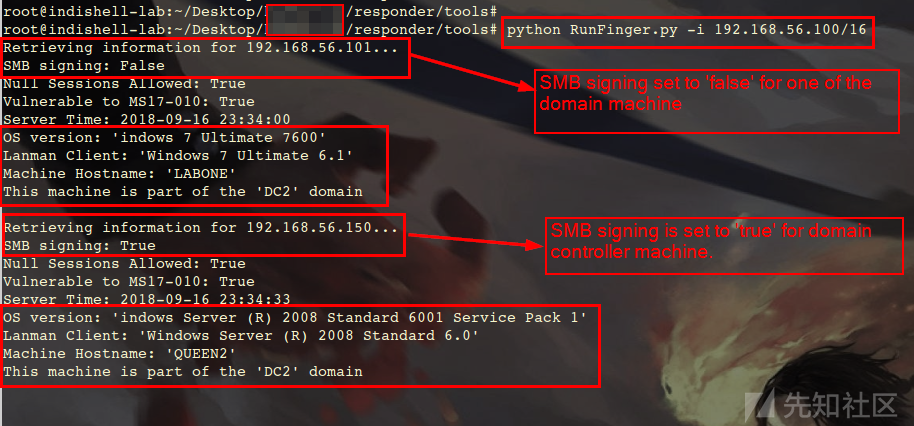 root@indishell-lab:~/Desktop/ /responder/tools#
root@indishell-lab:~/Desktop/ /responder/tools# python RunFinger.py -i 192.168.56.100/16
Retrieving information for 192.168.56.101...
SMB signing: False
Null Sessions Allowed: True
Vulnerable to MS17-010: True
Server Time: 2018-09-16 23:34:00
OS version: 'indows 7 Ultimate 7600'
Lanman Client: 'Windows 7 Ultimate 6.1'
Machine Hostname: 'LABONE'
This machine is part of the 'DC2' domain
SMB signing set to 'false' for one of the
domain machine
Retrieving information for 192.168.56.150...
SMB signing: True
Null Sessions Allowed: True
Vulnerable to MS17-010: True
Server Time: 2018-09-16 23:34:33
OS version: 'indows Server (R) 2008 Standard 6001 Service Pack 1'
Lanman Client: 'Windows Server (R) 2008 Standard 6.0'
Machine Hostname: 'QUEEN2'
This machine is part of the 'DC2' domain
SMB signing is set to 'true' for domain
controller machine.
先知社区